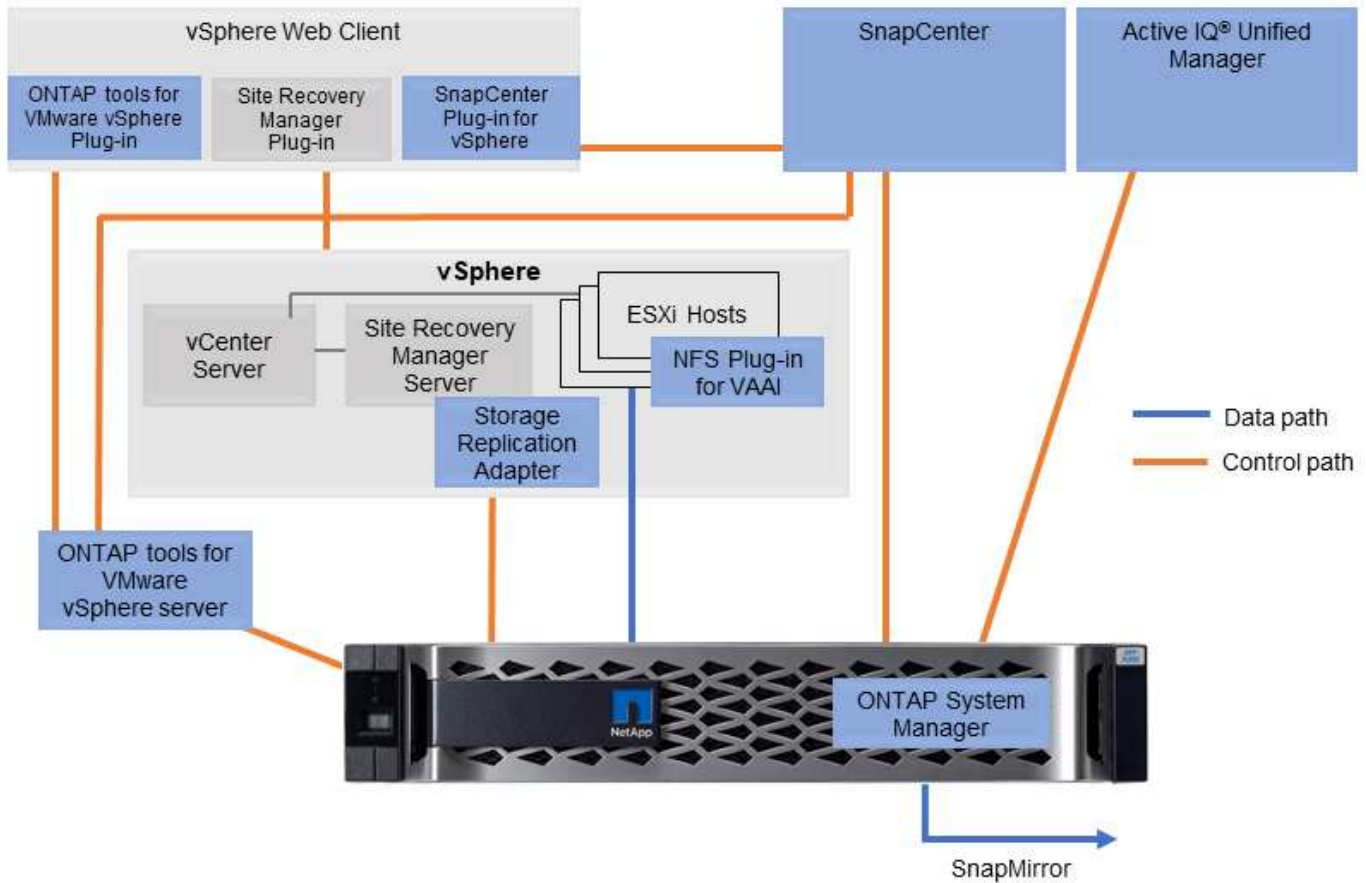 vSphere Web Client
ONTAP tools for
VMware vSphere
Plug-in
Site Recovery
Manager
Plug-in
SnapCenter
Plug-in for
vSphere
SnapCenter
Active IQ® Unified
Manager
vSphere
vCenter
Server
Site Recovery
Manager
Server
Storage
Replication
Adapter
ESXi Hosts
NFS Plug-in
for VAAI
Data path
Control path
ONTAP tools for
VMware
vSphere server
NetApp
ONTAP System
Manager
SnapMirror